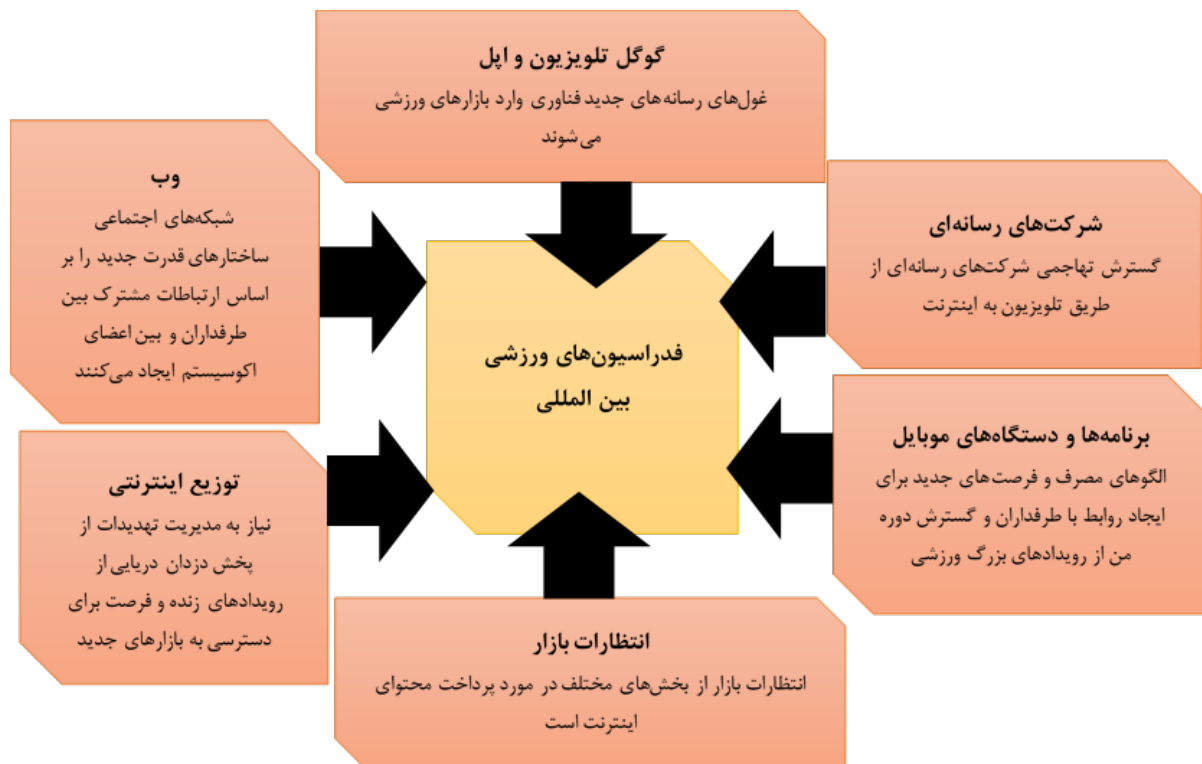 گوگل تلویزیون و اپل
غول‌های رسانه‌های جدید فناوری وارد بازارهای ورزشی
می‌شوند
شرکت‌های رسانه‌ای
گسترش تهاجمی شرکت‌های رسانه‌ای از
طریق تلویزیون به اینترنت
وب
شبکه‌های اجتماعی
ساختارهای قدرت جدید را بر
اساس ارتباطات مشترک بین
طرفداران و بین اعضای
اکوسیستم ایجاد می‌کنند
فدراسیون‌های ورزشی
بین المللی
برنامه‌ها و دستگاه‌های موبایل
الگوهای مصرف و فرصت‌های جدید برای
ایجاد روابط با طرفداران و گسترش دوره
من از رویدادهای بزرگ ورزشی
توزیع اینترنتی
نیاز به مدیریت تهدیدات از
پخش دزدان دریایی از
رویدادهای زنده و فرصت برای
دسترسی به بازارهای جدید
انتظارات بازار
انتظارات بازار از بخش‌های مختلف در مورد پرداخت محتوای
اینترنت است